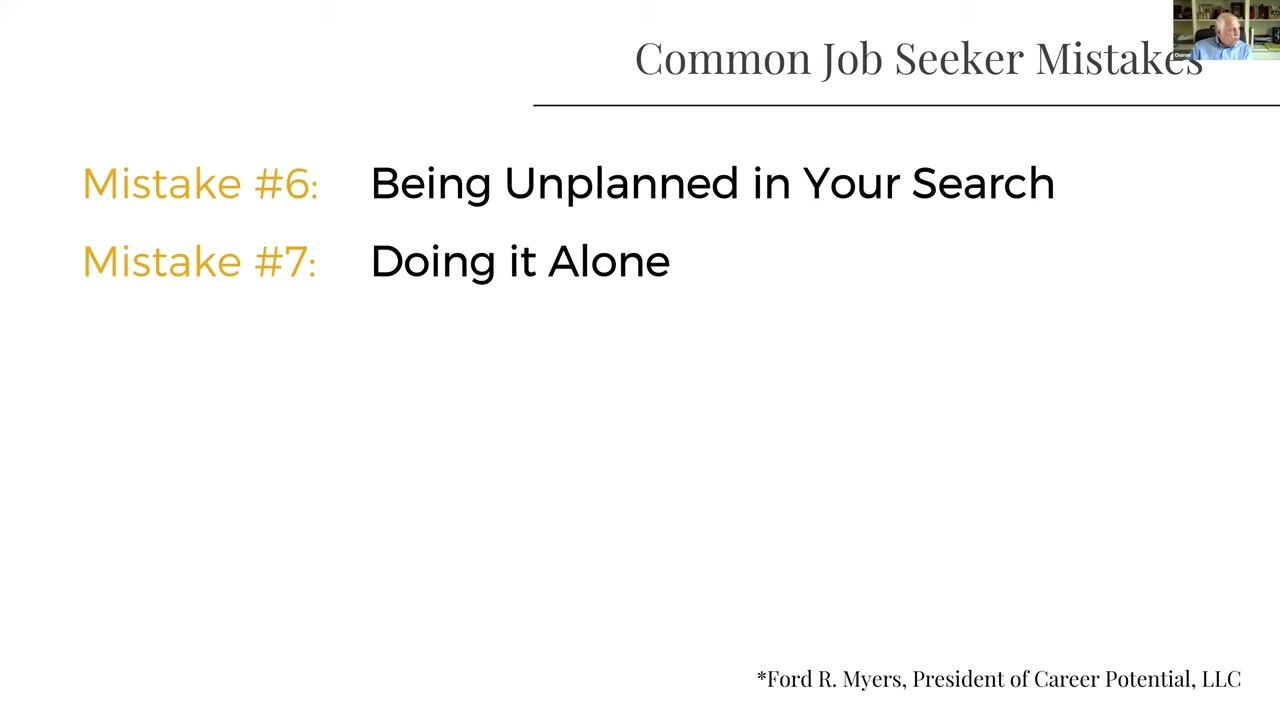 Common Job Seeker Mistakes
Owner
Mistake #6: Being Unplanned in Your Search
Mistake #7: Doing it Alone
*Ford R. Myers, President of Career Potential, LLC